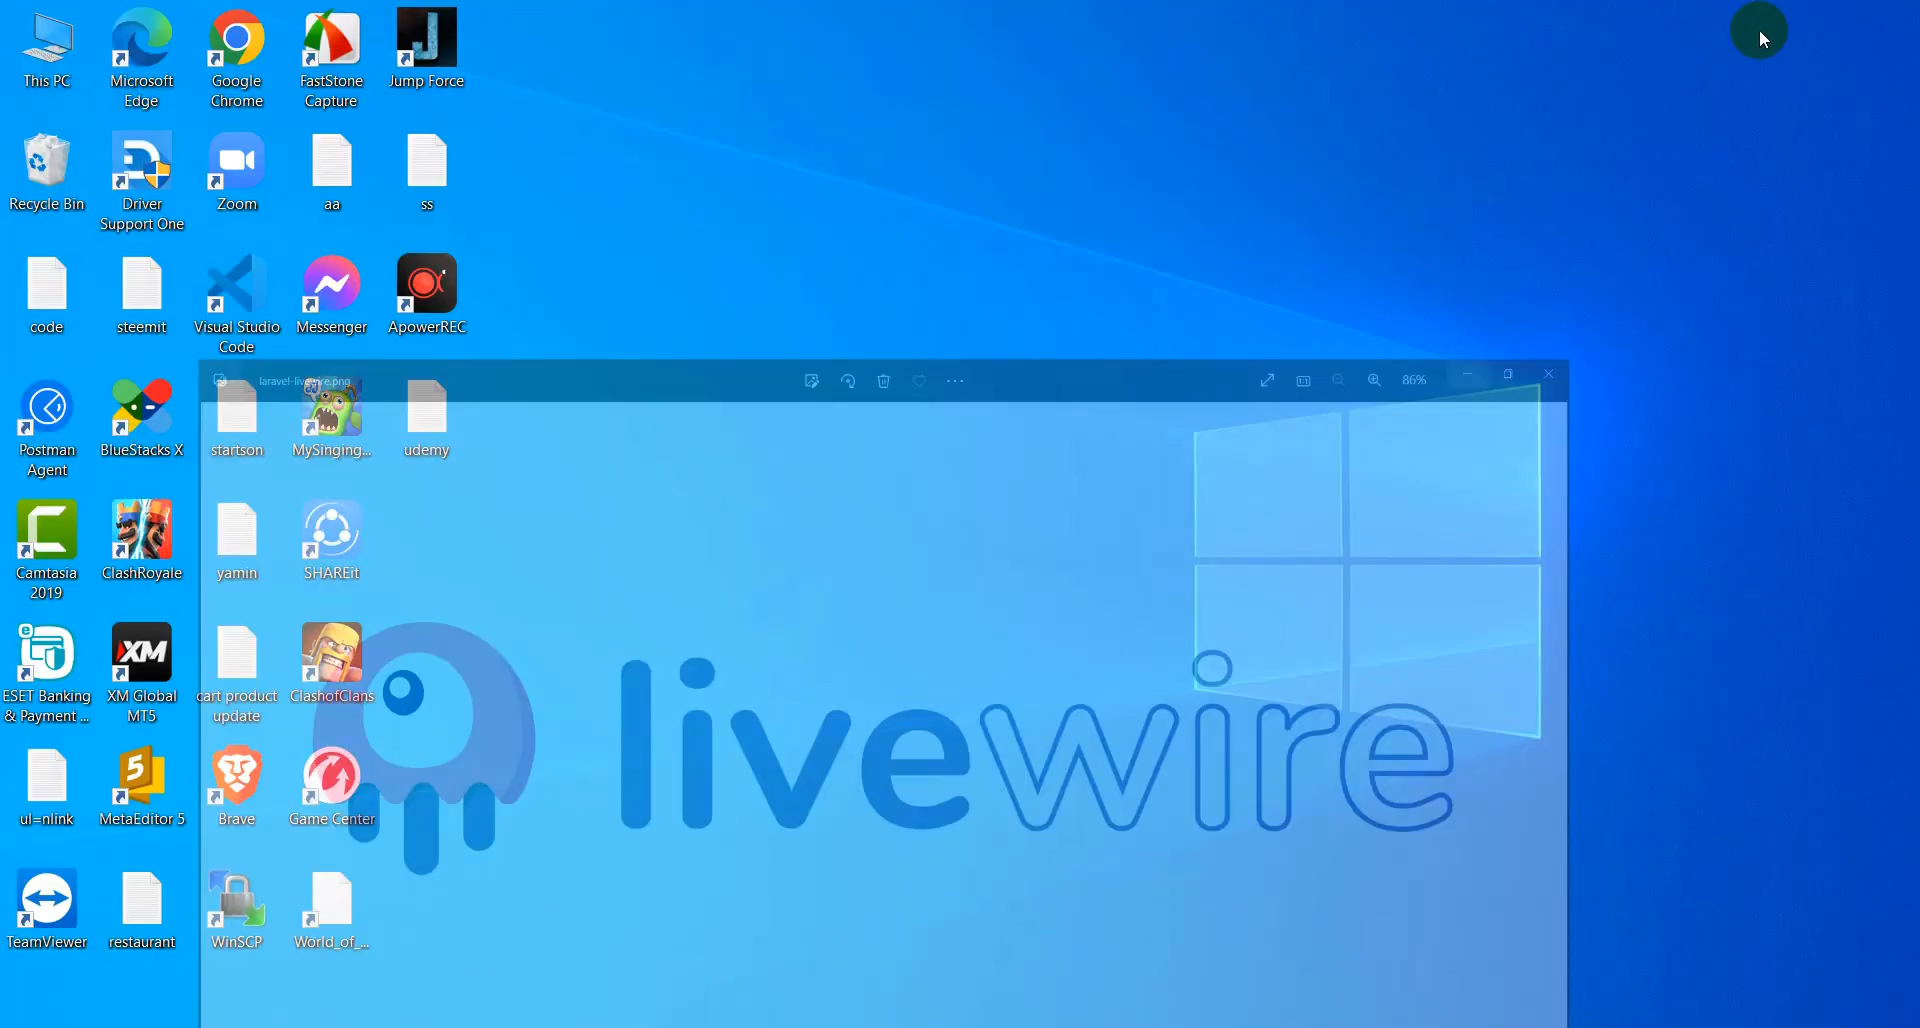 This PC
Microsoft
Edge
Google
Chrome
FastStone
Capture
Jump Force
Recycle Bin
Driver
Support One
Zoom
aa
ss
code
steemit
Visual Studio
Code
Messenger
ApowerREC
laravel-livewire.png
86%
Postman
Agent
BlueStacks X
startson
MySinging...
udemy
Camtasia
2019
ClashRoyale
yamin
SHAREit
ESET Banking
& Payment ...
XM
XM Global
MT5
cart product
update
ClashofClans
livewire
ul=nlink
5
MetaEditor 5
Brave
Game Center
TeamViewer
restaurant
WinSCP
World_of_...